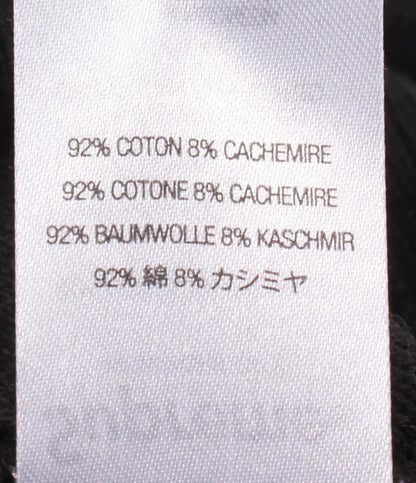 92% COTON 8% CACHEMIRE
92% COTONE 8% CACHEMIRE
92% BAUMWOLLE 8% KASCHMIR
92% 綿 8% カシミヤ